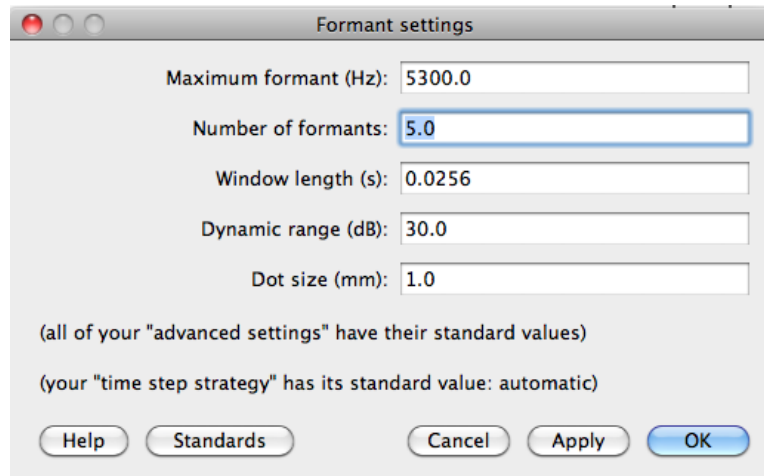 Formant settings
Maximum formant (Hz): 5300.0
Number of formants: 5.0
Window length (s): 0.0256
Dynamic range (dB): 30.0
Dot size (mm): 1.0
(all of your "advanced settings" have their standard values)
(your "time step strategy" has its standard value: automatic)
Help Standards Cancel Apply OK